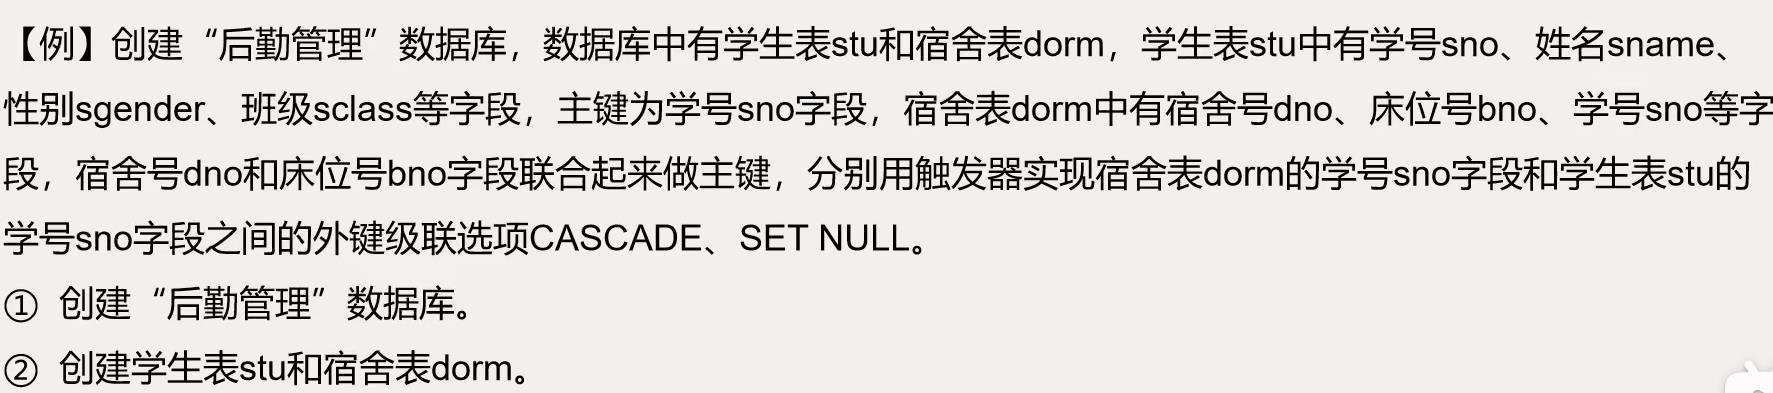 【例】创建“后勤管理”数据库，数据库中有学生表stu和宿舍表dorm，学生表stu中有学号sno、姓名sname、
性别sgender、班级sclass等字段，主键为学号sno字段，宿舍表dorm中有宿舍号dno、床位号bno、学号sno等字
段，宿舍号dno和床位号bno字段联合起来做主键，分别用触发器实现宿舍表dorm的学号sno字段和学生表stu的
学号sno字段之间的外键级联选项CASCADE、SET NULL。
① 创建“后勤管理”数据库。
② 创建学生表stu和宿舍表dorm。